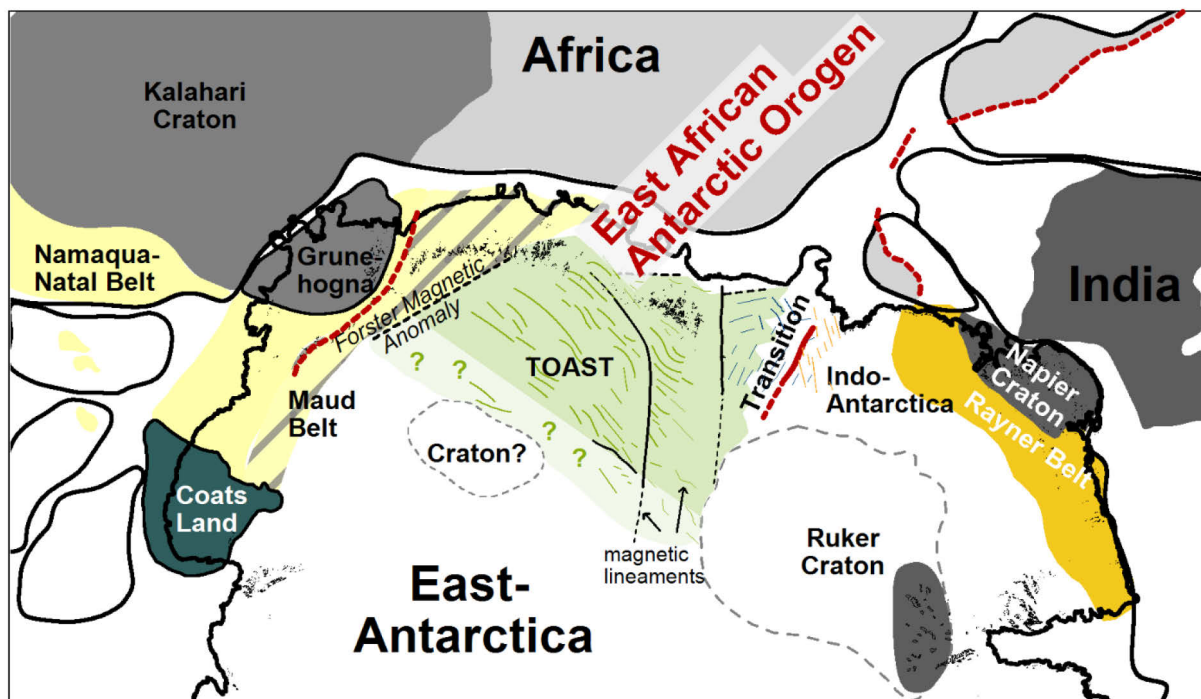 Africa
Kalahari
Craton
East African
Antarctic Orogen
Namaqua-
Natal Belt
Grune-
hogna
India
Forster Magnetic
Anomaly
Transition
Napier
Craton
TOAST
? ?
Indo-
Antarctica
Rayner Belt
Maud
Belt
Craton?
?
?
Coats
Land
Ruker
Craton
magnetic
lineaments
East-
Antarctica